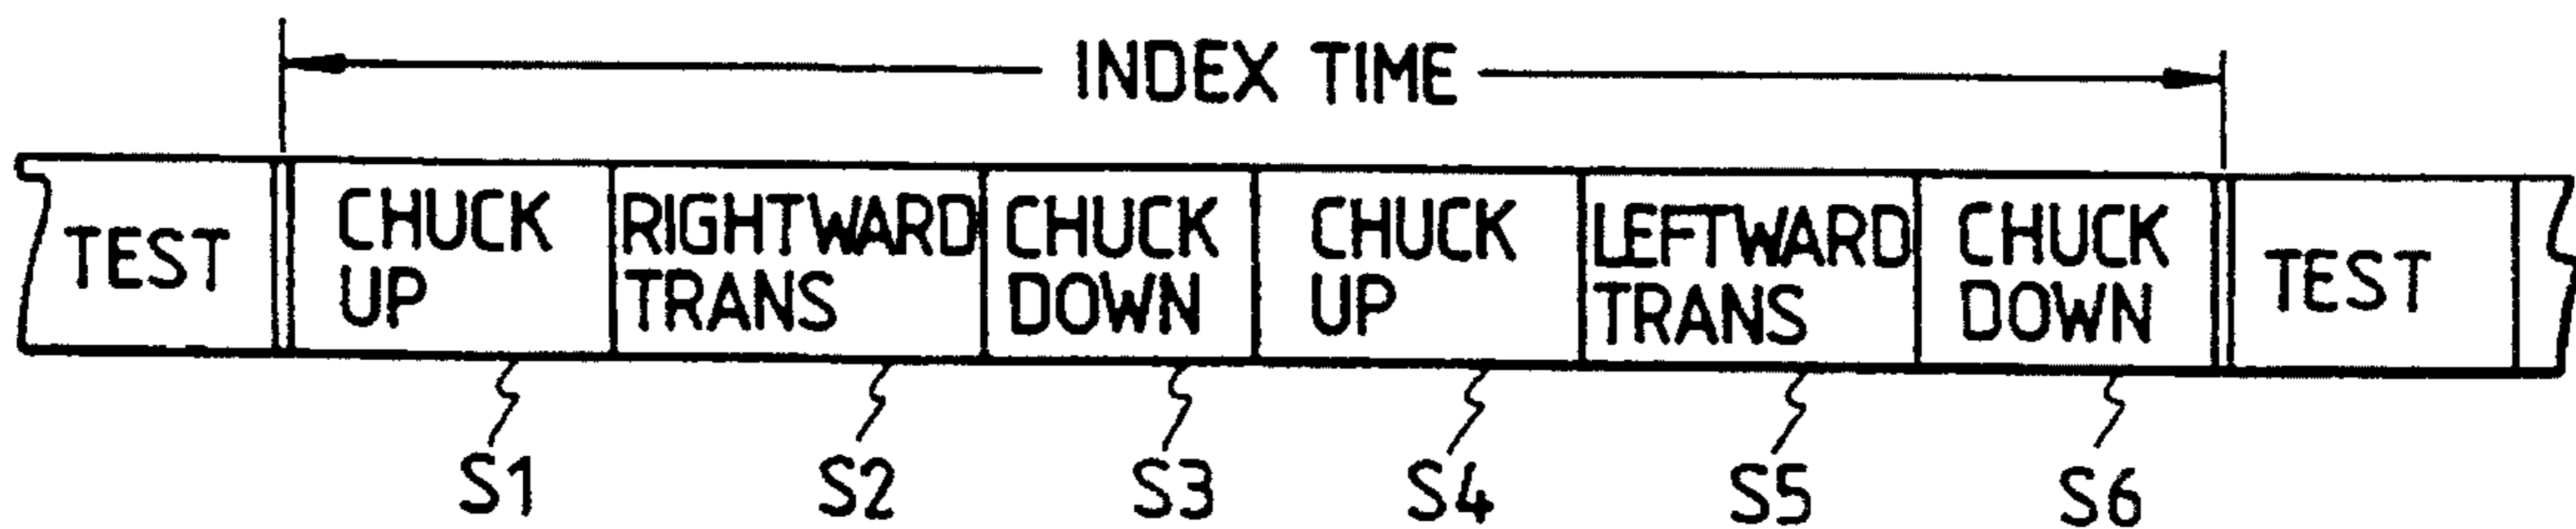 INDEX TIME
TEST
CHUCK
UP
RIGHTWARD
TRANS
CHUCK
DOWN
CHUCK
UP
LEFTWARD
TRANS
CHUCK
DOWN
TEST
S1
S2
S3
S4
S5
S6